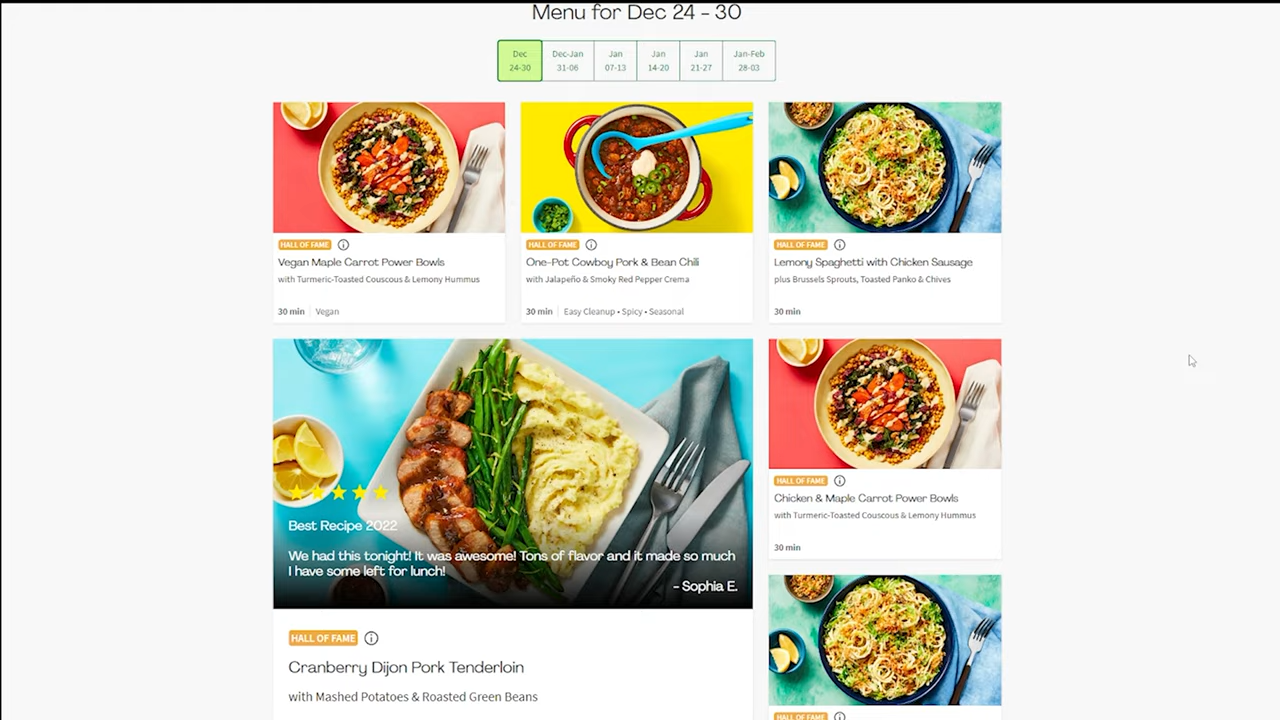 Menu for Dec 24 - 30
Dec
24-30
Dec-Jan
31-06
Jan
07-13
Jan
14-20
Jan
21-27
Jan-Feb
28-03
HALL OF FAME
Vegan Maple Carrot Power Bowls
with Turmeric-Toasted Couscous & Lemony Hummus
30 min | Vegan
HALL OF FAME
One-Pot Cowboy Pork & Bean Chili
with Jalapeño & Smoky Red Pepper Crema
30 min | Easy Cleanup • Spicy • Seasonal
HALL OF FAME
Lemony Spaghetti with Chicken Sausage
plus Brussels Sprouts, Toasted Panko & Chives
30 min
Best Recipe 2022
We had this tonight! It was awesome! Tons of flavor and it made so much
I have some left for lunch!
- Sophia E.
HALL OF FAME
Cranberry Dijon Pork Tenderloin
with Mashed Potatoes & Roasted Green Beans
HALL OF FAME
Chicken & Maple Carrot Power Bowls
with Turmeric-Toasted Couscous & Lemony Hummus
30 min
HALL OF FAME